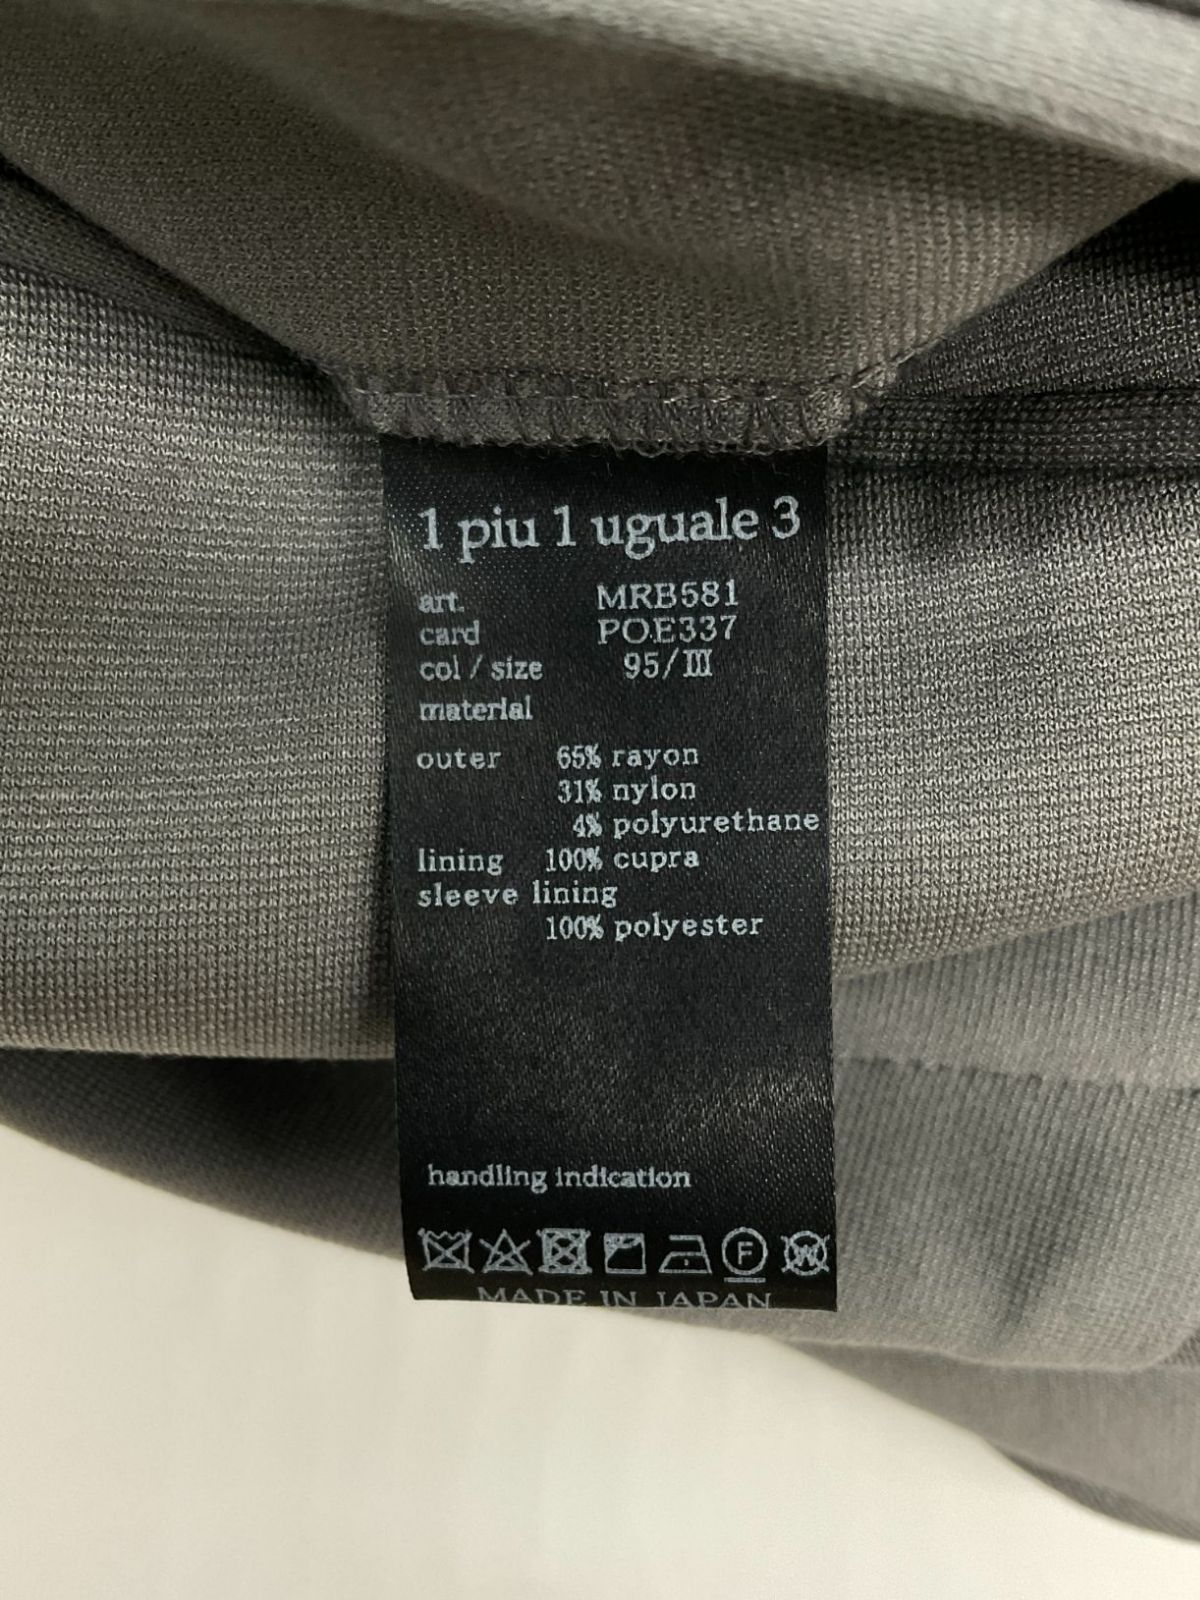 1 piu 1 uguale 3
art. MRB581
card POE337
col / size 95/III
material
outer 65% rayon
31% nylon
4% polyurethane
lining 100% cupra
sleeve lining
100% polyester
handling indication
F W
MADE IN JAPAN